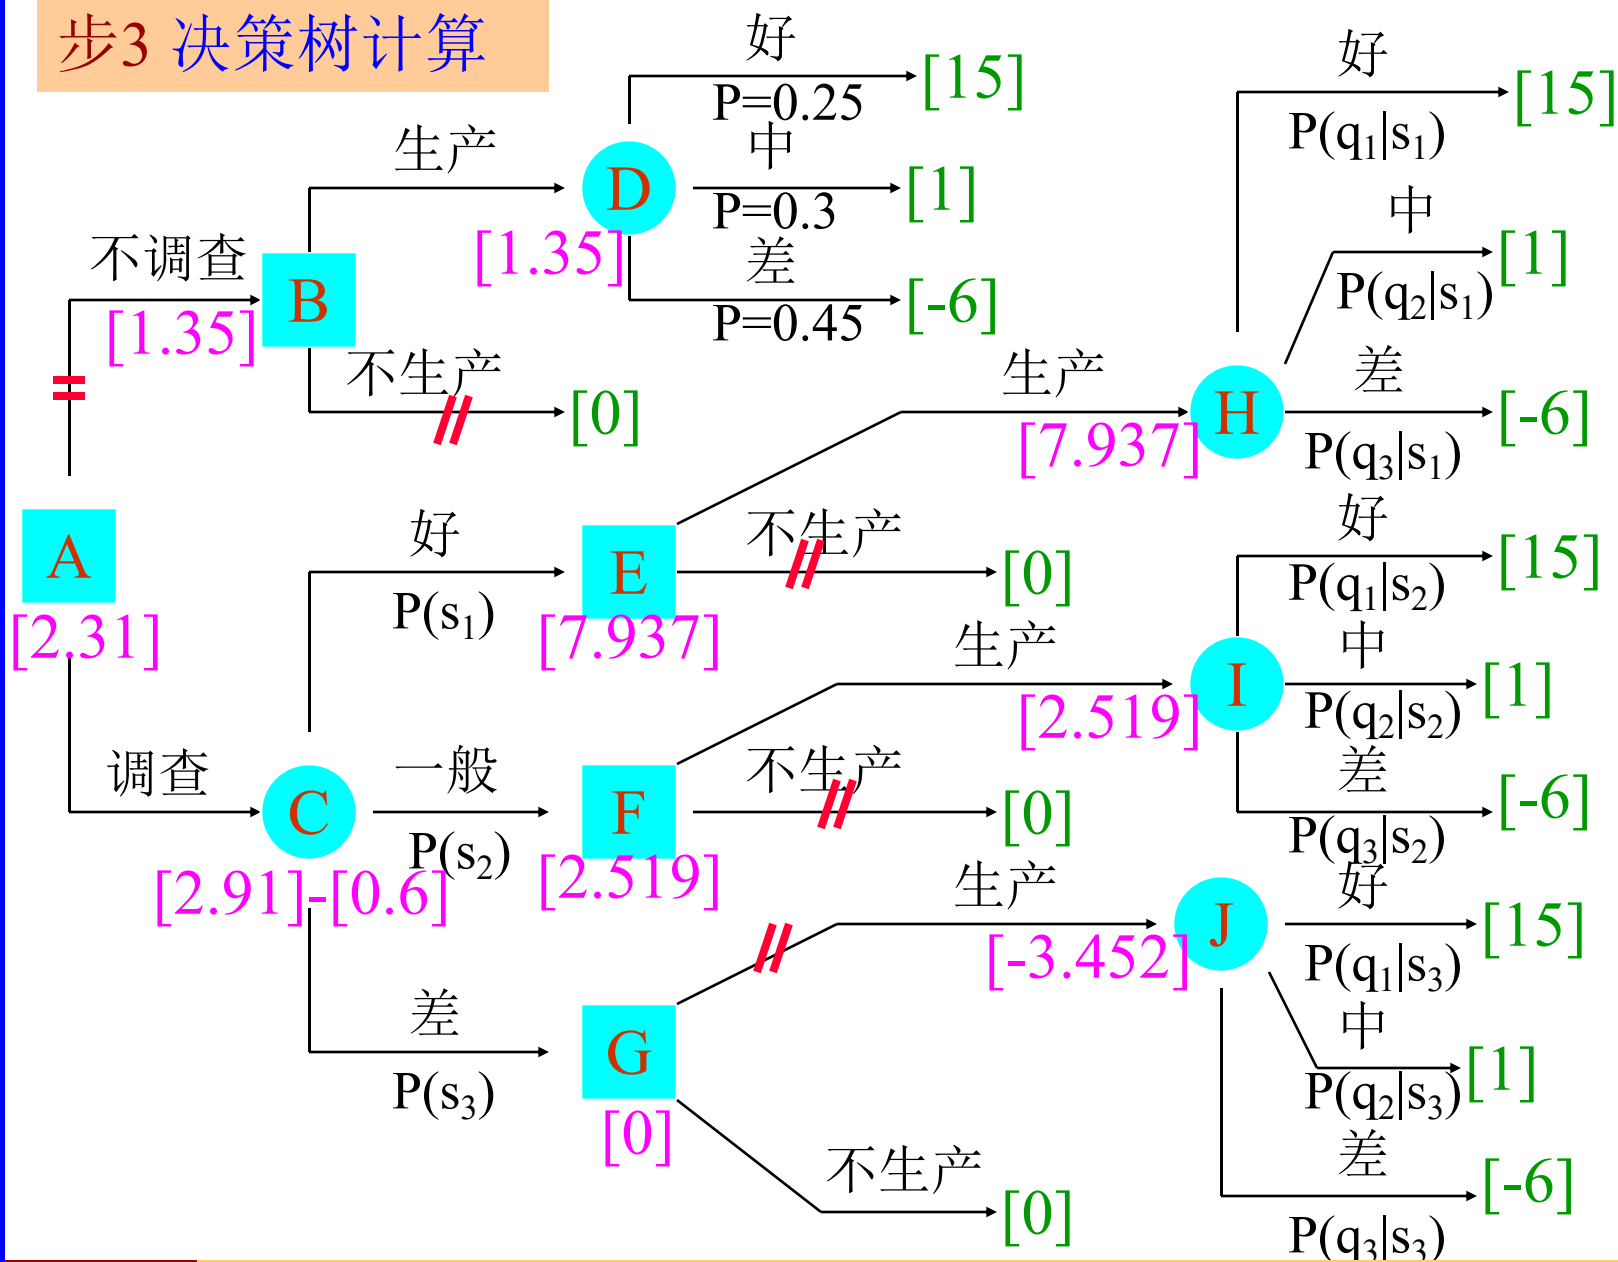 步3 决策树计算
好
[15]
P=0.25
中
[1]
P=0.3
差
[-6]
P=0.45
生产
D
[1.35]
不调查
B
[1.35]
不生产
[0]
A
[2.31]
调查
C
[2.91]-[0.6]
好
P(s1)
E
[7.937]
一般
P(s2)
F
[2.519]
差
P(s3)
G
[0]
生产
[7.937]
H
好
[15]
P(q1|s1)
中
[1]
P(q2|s1)
差
[-6]
P(q3|s1)
不生产
[0]
生产
[2.519]
I
好
[15]
P(q1|s2)
中
[1]
P(q2|s2)
差
[-6]
P(q3|s2)
不生产
[0]
生产
[-3.452]
J
好
[15]
P(q1|s3)
中
[1]
P(q2|s3)
差
[-6]
P(q3|s3)
不生产
[0]